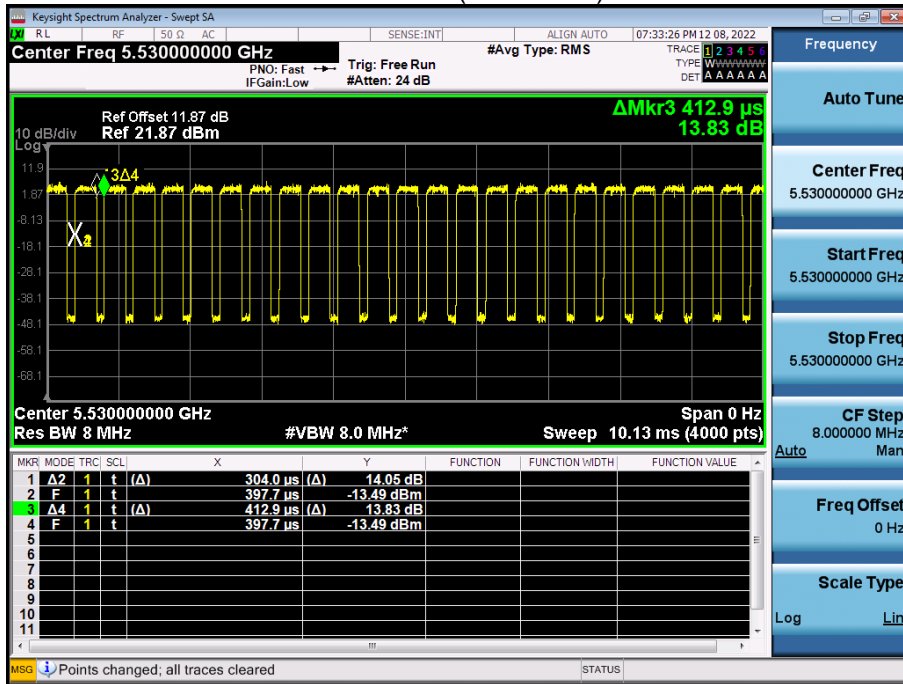 Keysight Spectrum Analyzer - Swept SA
LXI RL RF 50 Ω AC SENSE:INT ALIGN AUTO 07:33:26 PM 12 08, 2022
Center Freq 5.530000000 GHz #Avg Type: RMS TRACE 1 2 3 4 5 6
PNO: Fast Trig: Free Run TYPE WWWWWW
IFGain:Low #Atten: 24 dB DET A A A A A A
Frequency
ΔMkr3 412.9 µs
13.83 dB
Ref Offset 11.87 dB
10 dB/div Ref 21.87 dBm
Log
11.9
1.87
-8.13
-18.1
-28.1
-38.1
-48.1
-58.1
-68.1
3Δ4
X
Center 5.530000000 GHz Span 0 Hz
Res BW 8 MHz #VBW 8.0 MHz* Sweep 10.13 ms (4000 pts)
MKR MODE TRC SCL X Y FUNCTION FUNCTION WIDTH FUNCTION VALUE
1 Δ2 1 t (Δ) 304.0 µs (Δ) 14.05 dB
2 F 1 t 397.7 µs -13.49 dBm
3 Δ4 1 t (Δ) 412.9 µs (Δ) 13.83 dB
4 F 1 t 397.7 µs -13.49 dBm
5
6
7
8
9
10
11
MSG Points changed; all traces cleared STATUS
Auto Tune
Center Freq
5.530000000 GHz
Start Freq
5.530000000 GHz
Stop Freq
5.530000000 GHz
CF Step
8.000000 MHz
Auto Man
Freq Offset
0 Hz
Scale Type
Log Lin